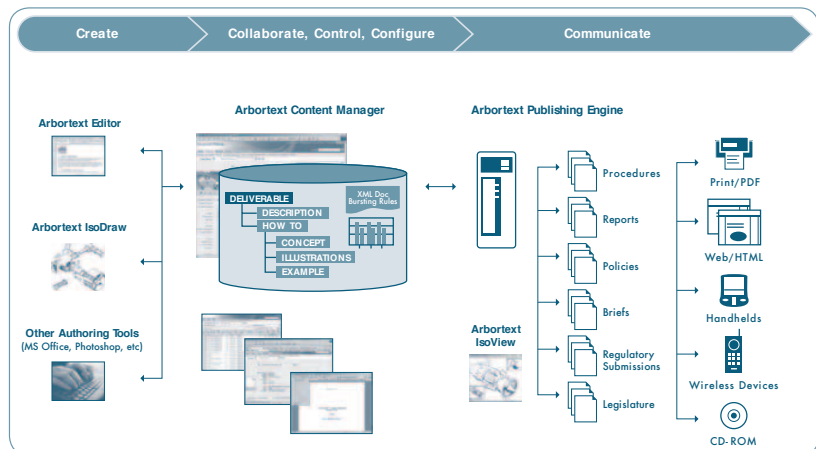 Create
Collaborate, Control, Configure
Communicate
Arbortext Editor
Arbortext IsoDraw
Other Authoring Tools
(MS Office, Photoshop, etc)
Arbortext Content Manager
DELIVERABLE
DESCRIPTION
HOW TO
CONCEPT
ILLUSTRATIONS
EXAMPLE
XML Doc
Bursting Rules
Arbortext Publishing Engine
Arbortext
IsoView
Procedures
Reports
Policies
Briefs
Regulatory
Submissions
Legislature
Print/PDF
Web/HTML
Handhelds
Wireless Devices
CD-ROM